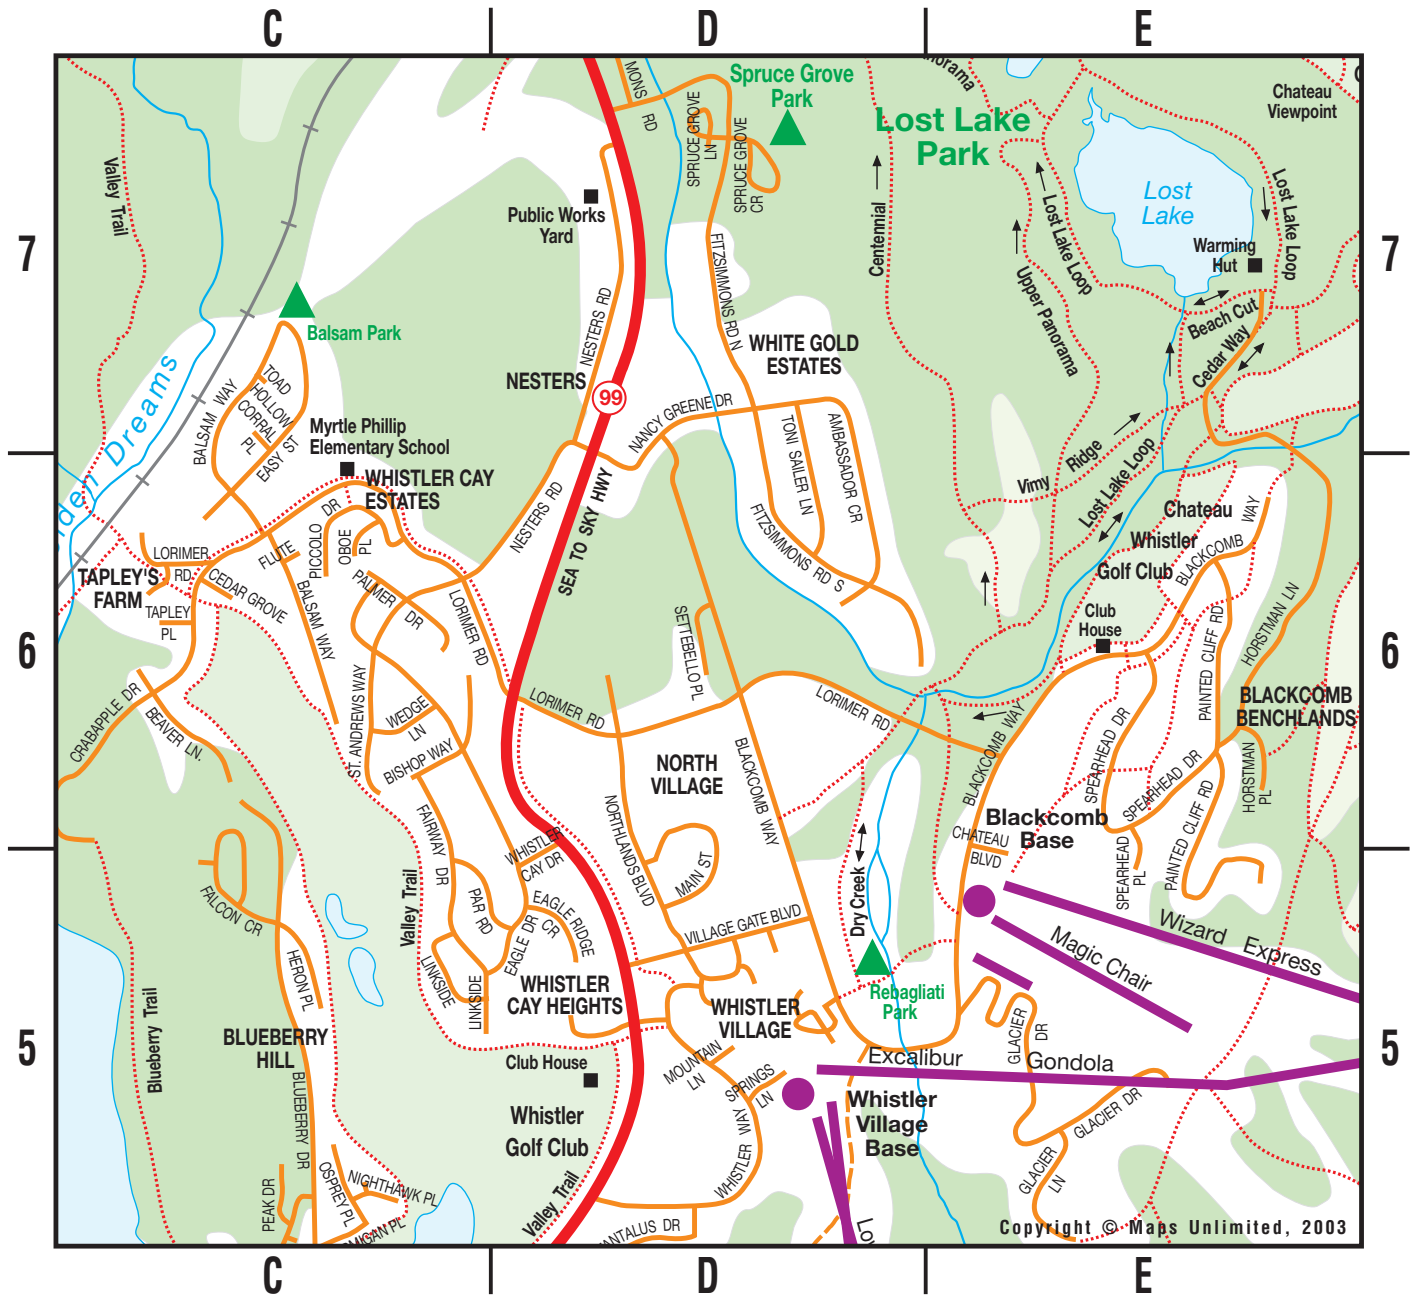 C
D
E
7
7
6
6
5
5
C
D
E
MONS
RD
Spruce Grove
Park
SPRUCE GROVE
LN
SPRUCE GROVE
CR
Lost Lake
Park
Chateau
Viewpoint
Lost
Lake
Warming
Hut
Lost Lake Loop
Lost Lake Loop
Centennial
Upper Panorama
Beach Cut
Cedar Way
Valley Trail
Public Works
Yard
Balsam Park
NESTERS RD
FITZSIMMONS RD N
WHITE GOLD
ESTATES
NESTERS
99
NANCY GREENE DR
TONI SAILER LN
AMBASSADOR CR
BALSAM WAY
TOAD
HOLLOW
CORRAL
PL
EASY ST
Myrtle Phillip
Elementary School
WHISTLER CAY
ESTATES
Dreams
Vimy
Ridge
Lost Lake Loop
Chateau
Whistler
Golf Club
Club
House
BLACKCOMB
WAY
NESTERS RD
SEA TO SKY HWY
FITZSIMMONS RD S
DR
LORIMER
RD
TAPLEY'S
FARM
TAPLEY
PL
FLUTE
PICCOLO
OBOE
PL
CEDAR GROVE
BALSAM WAY
PALMER
DR
LORIMER RD
SETTEBELLO PL
PAINTED CLIFF RD
HORSTMAN LN
BLACKCOMB
BENCHLANDS
CRABAPPLE DR
BEAVER LN.
ST. ANDREWS WAY
WEDGE
LN
BISHOP WAY
LORIMER RD
LORIMER RD
NORTH
VILLAGE
BLACKCOMB WAY
BLACKCOMB WAY
SPEARHEAD DR
SPEARHEAD DR
HORSTMAN
PL
PAINTED CLIFF RD
Blackcomb
Base
CHATEAU
BLVD
SPEARHEAD
PL
FAIRWAY DR
WHISTLER
CAY DR
NORTHLANDS BLVD
MAIN ST
Dry Creek
FALCON CR
Valley Trail
PAR RD
EAGLE RIDGE
CR
EAGLE DR
VILLAGE GATE BLVD
Wizard Express
Magic Chair
HERON PL
LINKSIDE
LINKSIDE
WHISTLER
CAY HEIGHTS
WHISTLER
VILLAGE
Rebagliati
Park
Blueberry Trail
BLUEBERRY
HILL
Club House
Whistler
Golf Club
MOUNTAIN
LN
SPRINGS
LN
Excalibur Gondola
GLACIER
DR
GLACIER DR
Whistler
Village
Base
BLUEBERRY DR
WHISTLER WAY
GLACIER
LN
PEAK DR
OSPREY PL
NIGHTHAWK PL
Valley Trail
Copyright © Maps Unlimited, 2003